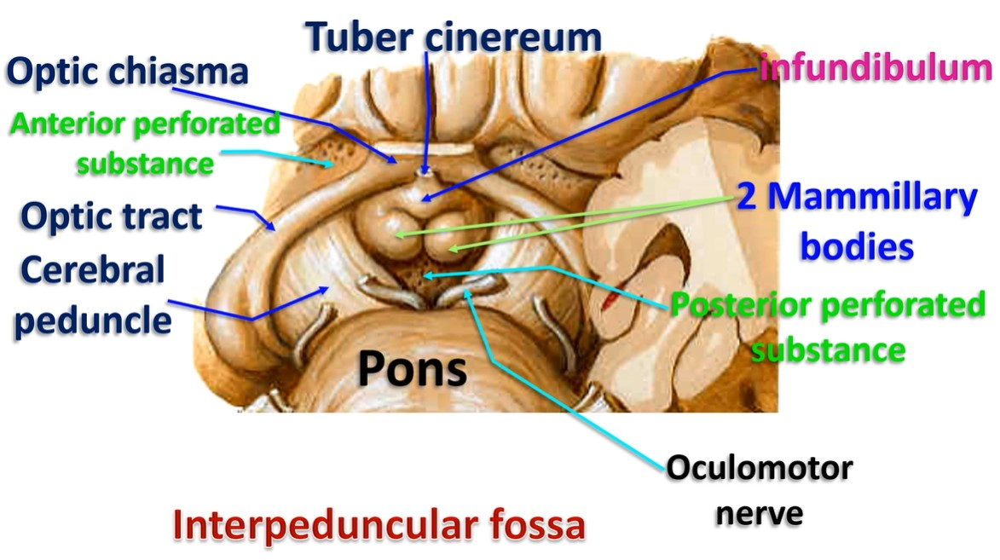 Tuber cinereum
Optic chiasma
infundibulum
Anterior perforated
substance
Optic tract
2 Mammillary
bodies
Cerebral
peduncle
Posterior perforated
substance
Pons
Oculomotor
nerve
Interpeduncular fossa